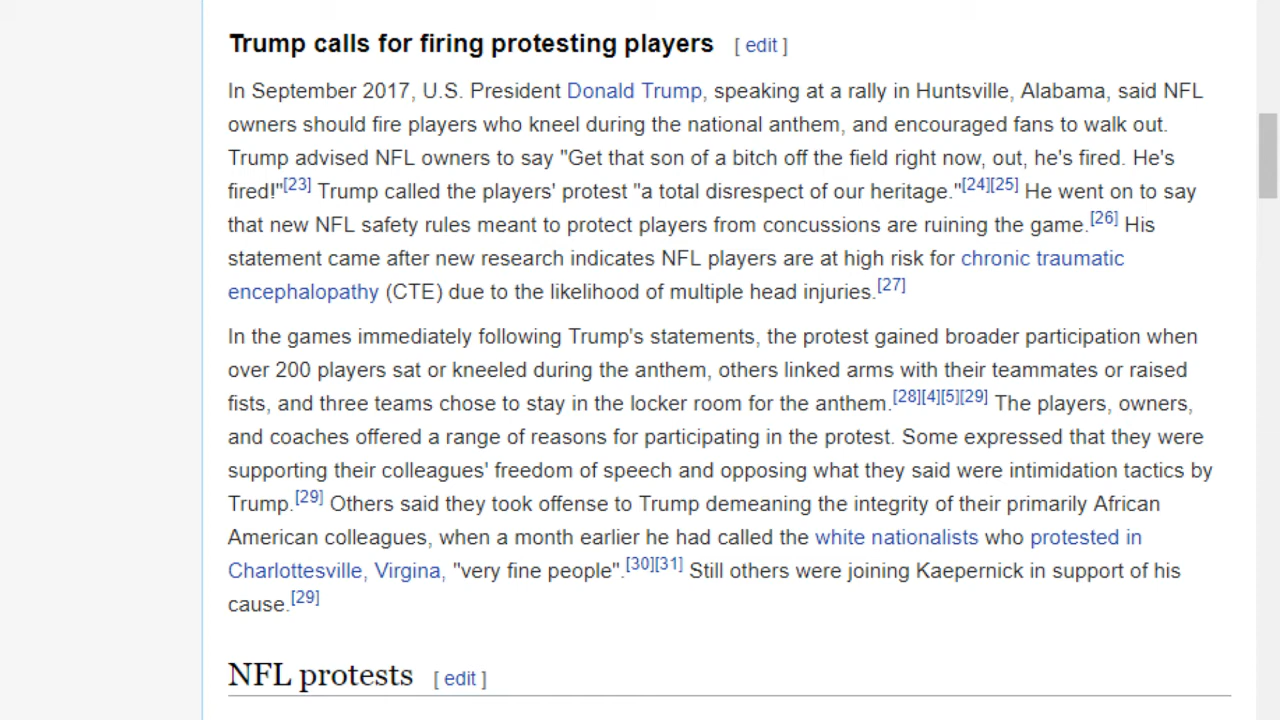 Trump calls for firing protesting players [ edit ]
In September 2017, U.S. President Donald Trump, speaking at a rally in Huntsville, Alabama, said NFL
owners should fire players who kneel during the national anthem, and encouraged fans to walk out.
Trump advised NFL owners to say "Get that son of a bitch off the field right now, out, he's fired. He's
fired!"[23] Trump called the players' protest "a total disrespect of our heritage."[24][25] He went on to say
that new NFL safety rules meant to protect players from concussions are ruining the game.[26] His
statement came after new research indicates NFL players are at high risk for chronic traumatic
encephalopathy (CTE) due to the likelihood of multiple head injuries.[27]
In the games immediately following Trump's statements, the protest gained broader participation when
over 200 players sat or kneeled during the anthem, others linked arms with their teammates or raised
fists, and three teams chose to stay in the locker room for the anthem.[28][4][5][29] The players, owners,
and coaches offered a range of reasons for participating in the protest. Some expressed that they were
supporting their colleagues' freedom of speech and opposing what they said were intimidation tactics by
Trump.[29] Others said they took offense to Trump demeaning the integrity of their primarily African
American colleagues, when a month earlier he had called the white nationalists who protested in
Charlottesville, Virgina, "very fine people".[30][31] Still others were joining Kaepernick in support of his
cause.[29]
NFL protests [ edit ]